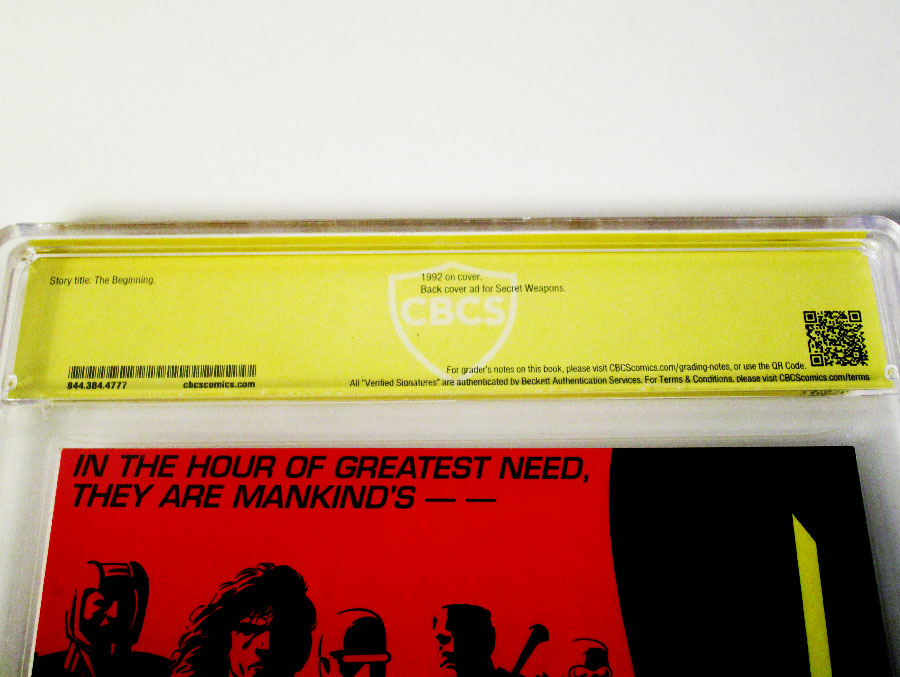 Story title: The Beginning.
1992 on cover.
Back cover ad for Secret Weapons.
CBCS
For grader's notes on this book, please visit CBCScomics.com/grading-notes, or use the QR Code.
844.384.4777
cbcscomics.com
All "Verified Signatures" are authenticated by Beckett Authentication Services. For Terms & Conditions, please visit CBCScomics.com/terms
IN THE HOUR OF GREATEST NEED,
THEY ARE MANKIND'S — —